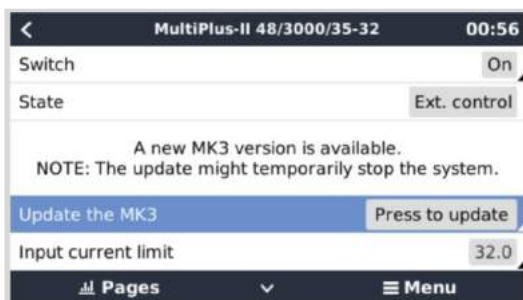 MultiPlus-II 48/3000/35-32 00:56
Switch On
State Ext. control
A new MK3 version is available.
NOTE: The update might temporarily stop the system.
Update the MK3 Press to update
Input current limit 32.0
Pages Menu